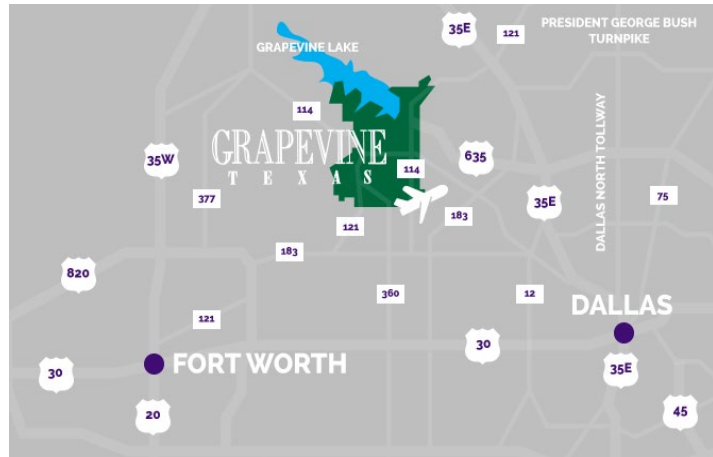 35E
121
PRESIDENT GEORGE BUSH
TURNPIKE
GRAPEVINE LAKE
114
GRAPEVINE
TEXAS
35W
635
114
DALLAS NORTH TOLLWAY
377
35E
75
121
183
183
820
360
12
DALLAS
121
30
FORT WORTH
30
35E
20
45